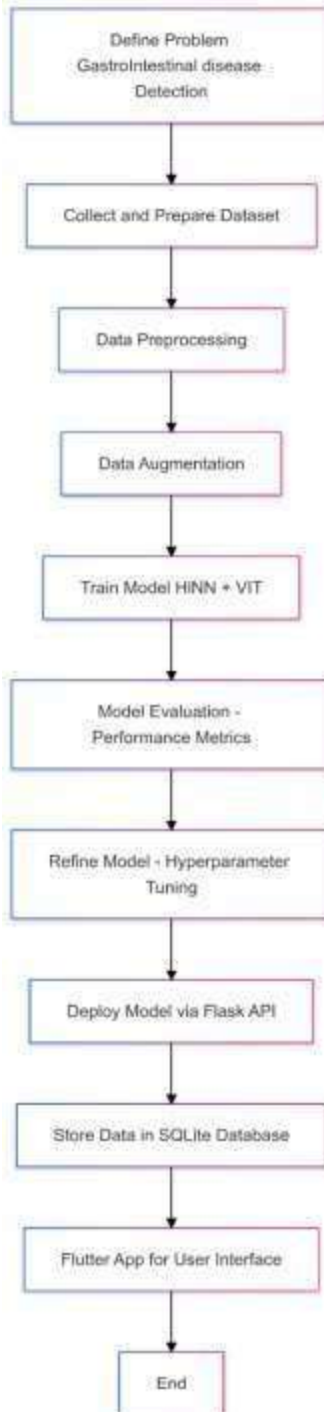 Define Problem
GastroIntestinal disease
Detection
Collect and Prepare Dataset
Data Preprocessing
Data Augmentation
Train Model HINN + VIT
Model Evaluation -
Performance Metrics
Refine Model - Hyperparameter
Tuning
Deploy Model via Flask API
Store Data in SQLite Database
Flutter App for User Interface
End